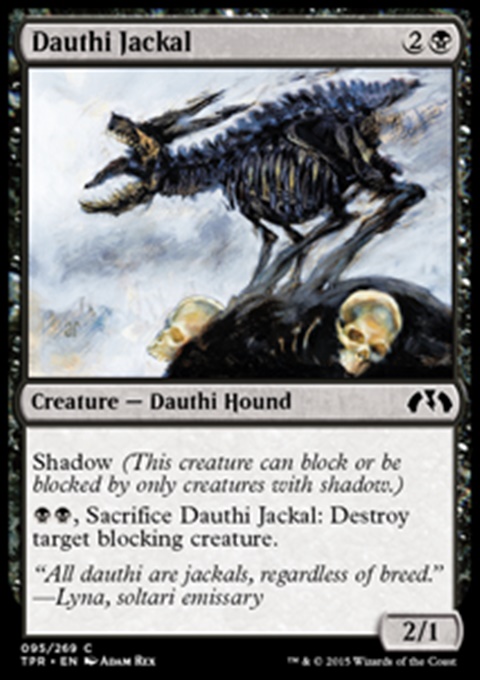 Dauthi Jackal 2
Creature — Dauthi Hound
Shadow (This creature can block or be
blocked by only creatures with shadow.)
, Sacrifice Dauthi Jackal: Destroy
target blocking creature.
“All dauthi are jackals, regardless of breed.”
—Lyna, soltari emissary
2/1
095/269 C
TPR • EN Adam Rex
™ & © 2015 Wizards of the Coast